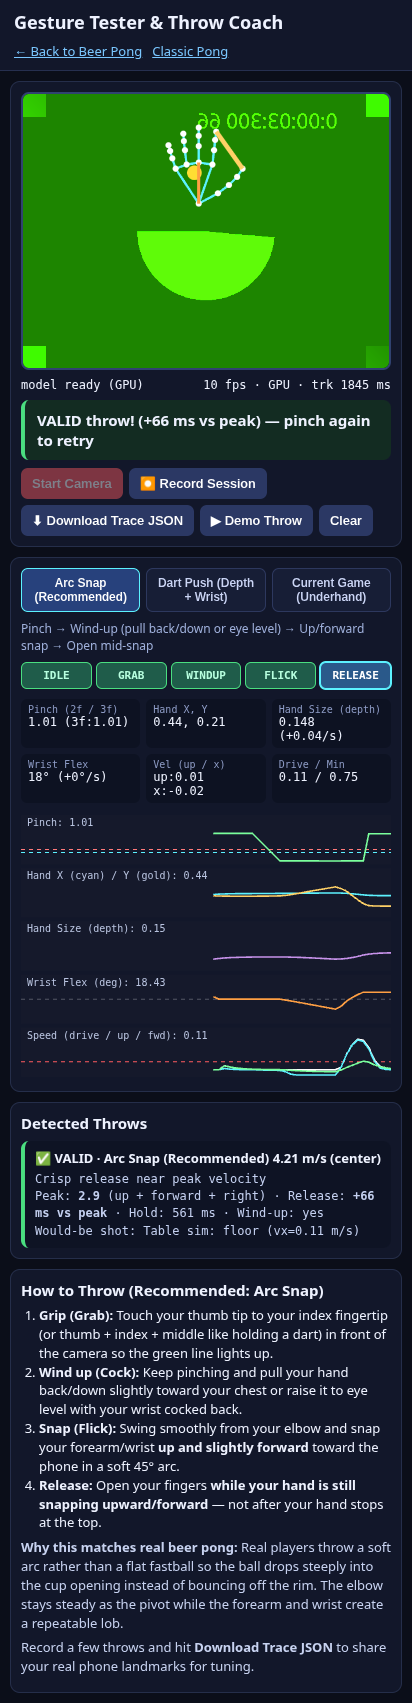 Gesture Tester & Throw Coach
← Back to Beer Pong Classic Pong
0:00:03:300 66
model ready (GPU) 10 fps · GPU · trk 1845 ms
VALID throw! (+66 ms vs peak) — pinch again
to retry
Start Camera ⏺ Record Session
⬇ Download Trace JSON ▶ Demo Throw Clear
Arc Snap
(Recommended)
Dart Push (Depth
+ Wrist)
Current Game
(Underhand)
Pinch → Wind-up (pull back/down or eye level) → Up/forward
snap → Open mid-snap
IDLE GRAB WINDUP FLICK RELEASE
Pinch (2f / 3f)
1.01 (3f:1.01)
Hand X, Y
0.44, 0.21
Hand Size (depth)
0.148
(+0.04/s)
Wrist Flex
18° (+0°/s)
Vel (up / x)
up:0.01
x:-0.02
Drive / Min
0.11 / 0.75
Pinch: 1.01
Hand X (cyan) / Y (gold): 0.44
Hand Size (depth): 0.15
Wrist Flex (deg): 18.43
Speed (drive / up / fwd): 0.11
Detected Throws
✅ VALID · Arc Snap (Recommended) 4.21 m/s (center)
Crisp release near peak velocity
Peak: 2.9 (up + forward + right) · Release: +66
ms vs peak · Hold: 561 ms · Wind-up: yes
Would-be shot: Table sim: floor (vx=0.11 m/s)
How to Throw (Recommended: Arc Snap)
1. Grip (Grab): Touch your thumb tip to your index fingertip
(or thumb + index + middle like holding a dart) in front of
the camera so the green line lights up.
2. Wind up (Cock): Keep pinching and pull your hand
back/down slightly toward your chest or raise it to eye
level with your wrist cocked back.
3. Snap (Flick): Swing smoothly from your elbow and snap
your forearm/wrist up and slightly forward toward the
phone in a soft 45° arc.
4. Release: Open your fingers while your hand is still
snapping upward/forward — not after your hand stops
at the top.
Why this matches real beer pong: Real players throw a soft
arc rather than a flat fastball so the ball drops steeply into
the cup opening instead of bouncing off the rim. The elbow
stays steady as the pivot while the forearm and wrist create
a repeatable lob.
Record a few throws and hit Download Trace JSON to share
your real phone landmarks for tuning.